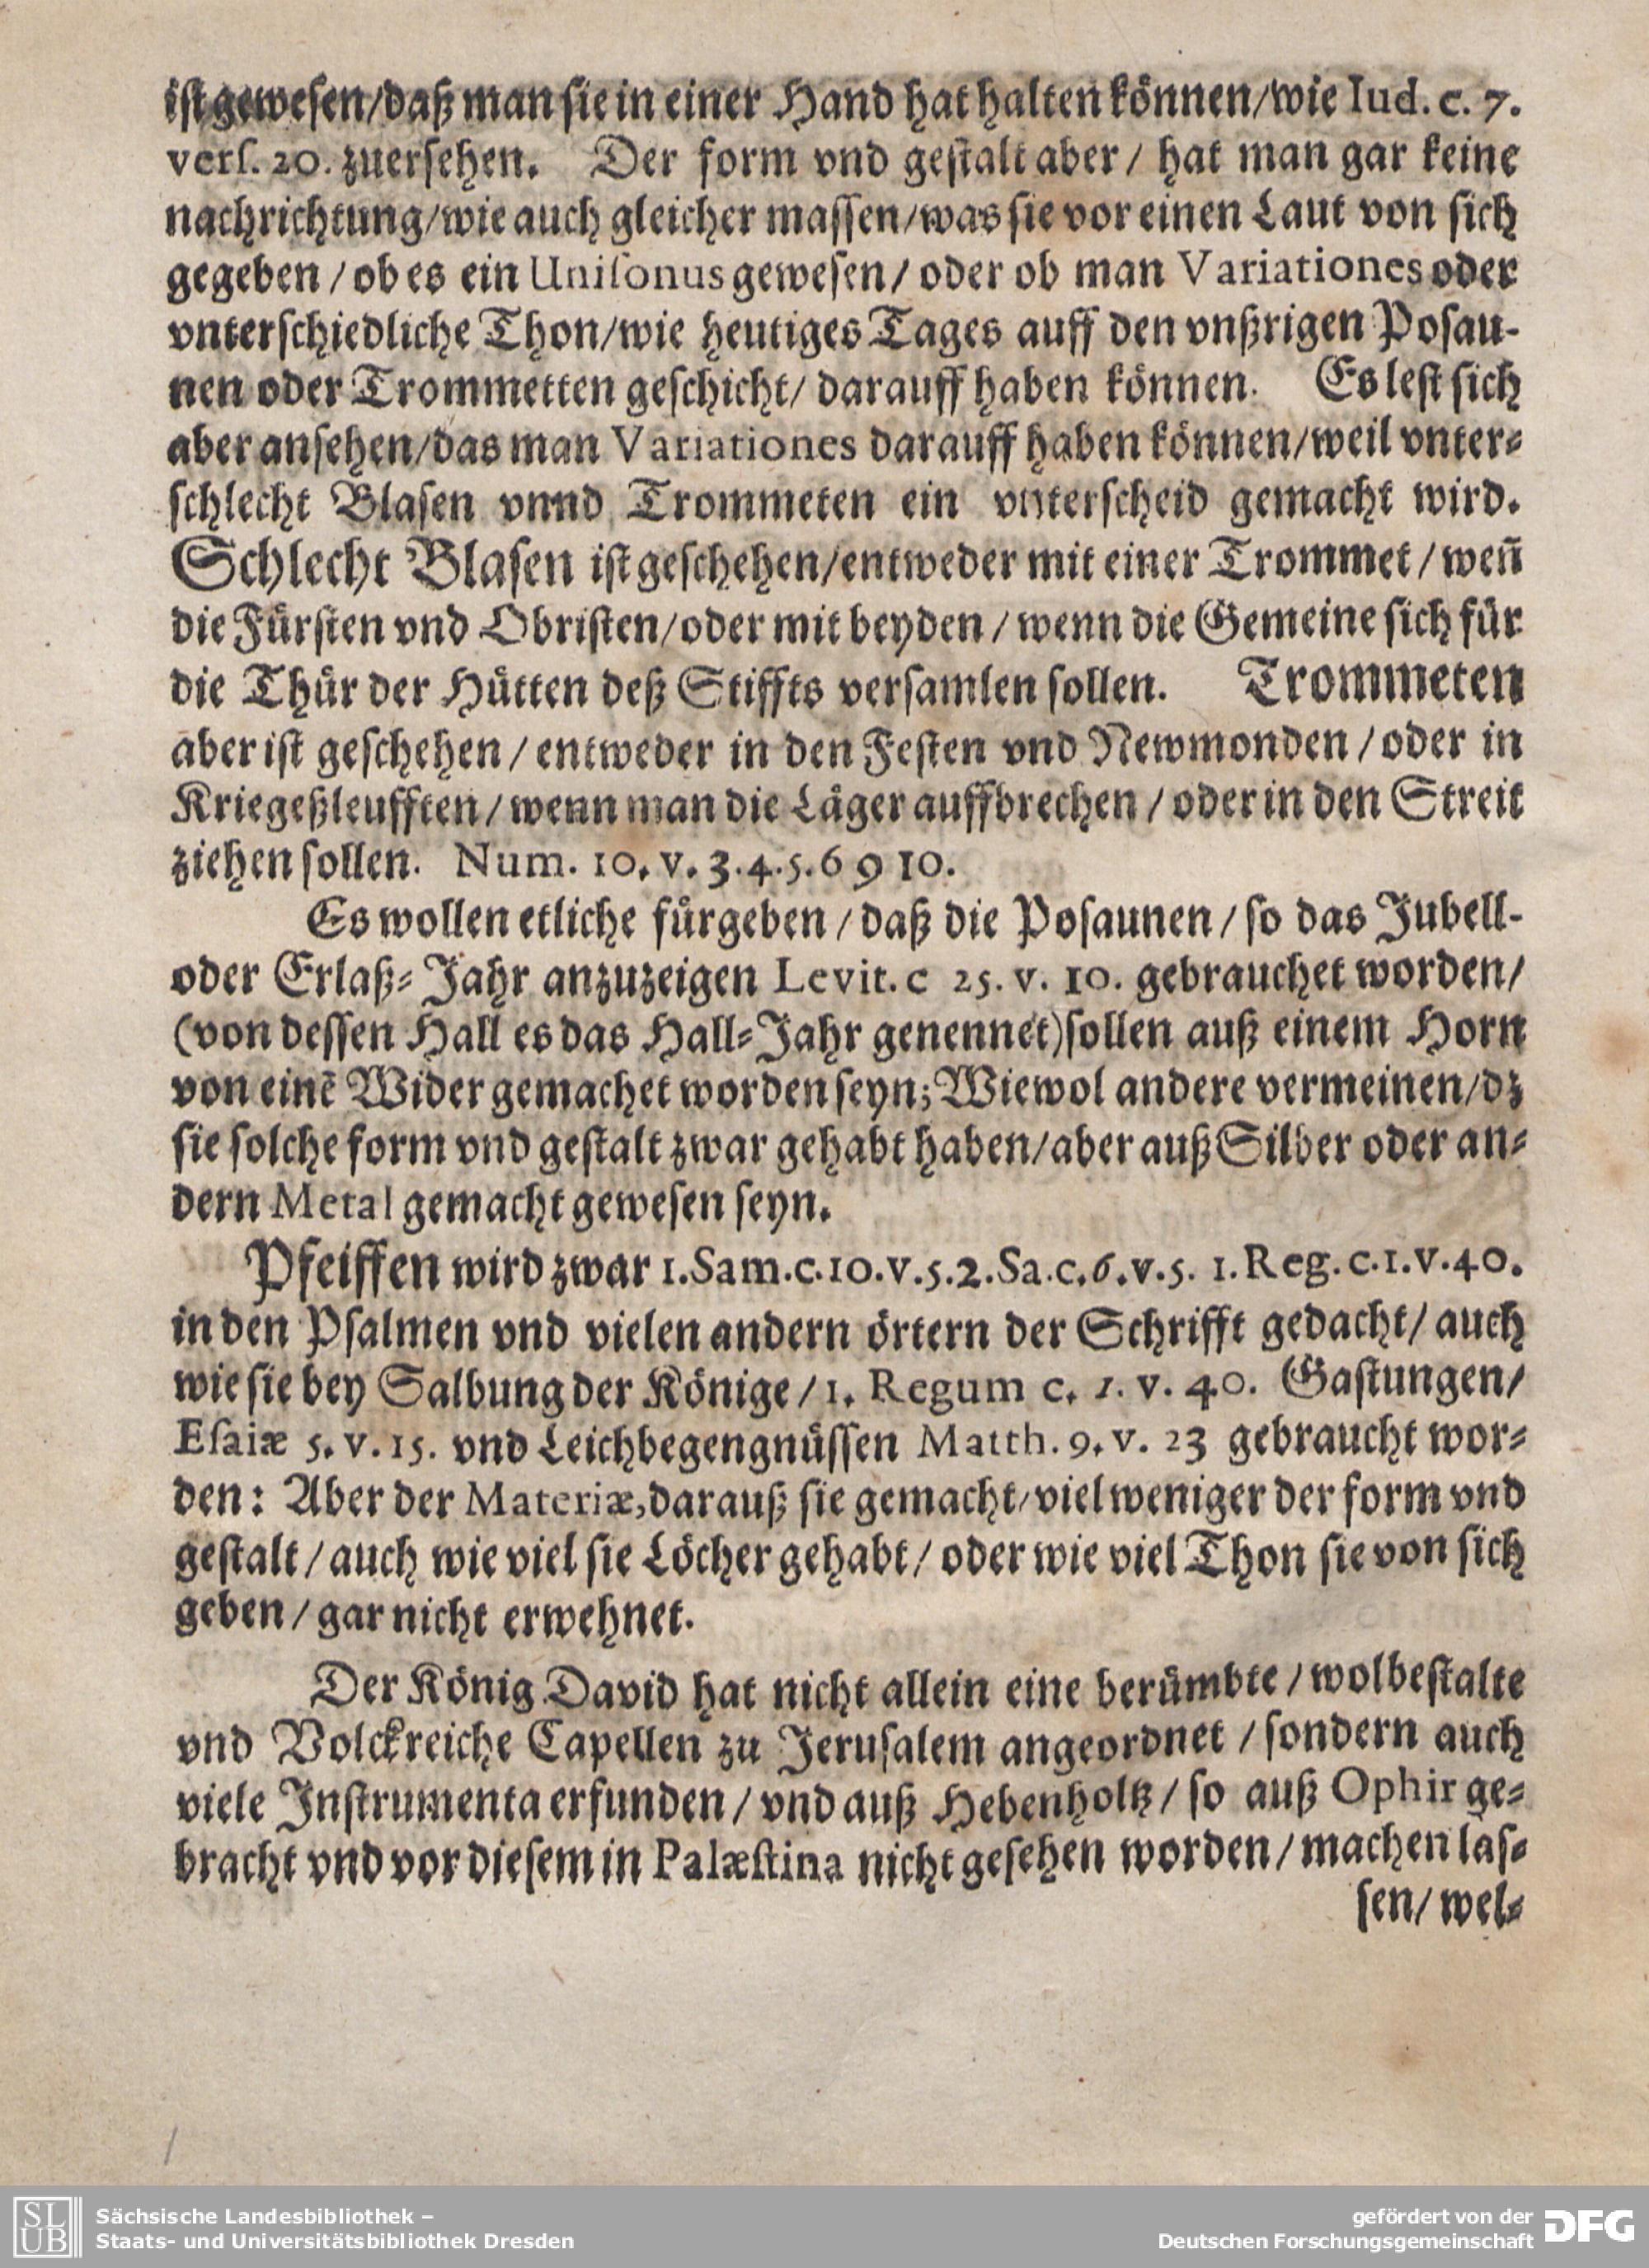 ist gewesen/daß man sie in einer Hand hat halten können/wie Iud. c. 7.
verſ. 20. zuersehen. Der form vnd gestalt aber/ hat man gar keine
nachrichtung/wie auch gleicher massen/was sie vor einen Laut von sich
gegeben/ob es ein Uniſonus gewesen/ oder ob man Variationes oder
vnterschiedliche Thon/wie heutiges Tages auff den vnßrigen Posau-
nen oder Trommetten geschicht/ darauff haben können. Es lest sich
aber ansehen/das man Variationes darauff haben können/weil vnter-
schlecht Blasen vnnd Trommeten ein vnterscheid gemacht wird.
Schlecht Blasen ist geschehen/entweder mit einer Trommet/weñ
die Fürsten vnd Obristen/oder mit beyden/wenn die Gemeine sich für
die Thür der Hütten deß Stiffts versamlen sollen. Trommeten
aber ist geschehen/entweder in den Festen vnd Newmonden/oder in
Kriegeßleufften/wenn man die Läger auffbrechen/oder in den Streit
ziehen sollen. Num. 10. v. 3.4.5.6 9 10.
Es wollen etliche fürgeben/daß die Posaunen/so das Jubell-
oder Erlaß-Jahr anzuzeigen Levit. c 25. v. 10. gebrauchet worden/
(von dessen Hall es das Hall-Jahr genennet)sollen auß einem Horn
von einē Wider gemachet worden seyn; Wiewol andere vermeinen/dz
sie solche form vnd gestalt zwar gehabt haben/aber auß Silber oder an-
dern Metal gemacht gewesen seyn.
Pfeiffen wird zwar 1.Sam.c.10.v.5.2.Sa.c.6.v.5. 1.Reg.c.1.v.40.
in den Psalmen vnd vielen andern örtern der Schrifft gedacht/auch
wie sie bey Salbung der Könige/1. Regum c. 1. v. 40. Gastungen/
Eſaiæ 5. v. 15. vnd Leichbegengnüssen Matth. 9. v. 23 gebraucht wor-
den: Aber der Materiæ,darauß sie gemacht/viel weniger der form vnd
gestalt/auch wie viel sie Löcher gehabt/oder wie viel Thon sie von sich
geben/gar nicht erwehnet.
Der König David hat nicht allein eine berümbte/wolbestalte
vnd Volckreiche Capellen zu Jerusalem angeordnet/sondern auch
viele Instrumenta erfunden/vnd auß Hebenholtz/so auß Ophir ge-
bracht vnd vor diesem in Palæſtina nicht gesehen worden/machen las-
sen/wel-
SLUB
Sächsische Landesbibliothek –
Staats- und Universitätsbibliothek Dresden
gefördert von der
Deutschen Forschungsgemeinschaft
DFG